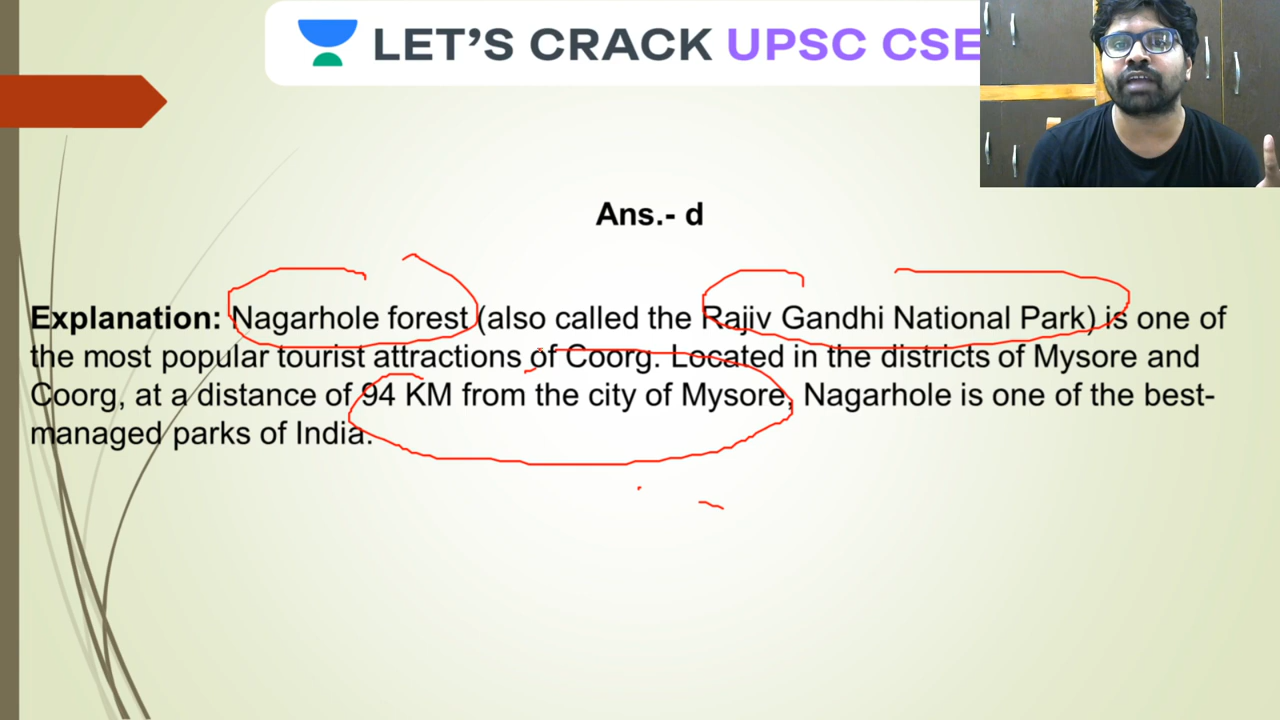 LET'S CRACK UPSC CSE
Ans.- d
Explanation: Nagarhole forest (also called the Rajiv Gandhi National Park) is one of
the most popular tourist attractions of Coorg. Located in the districts of Mysore and
Coorg, at a distance of 94 KM from the city of Mysore, Nagarhole is one of the best-
managed parks of India.